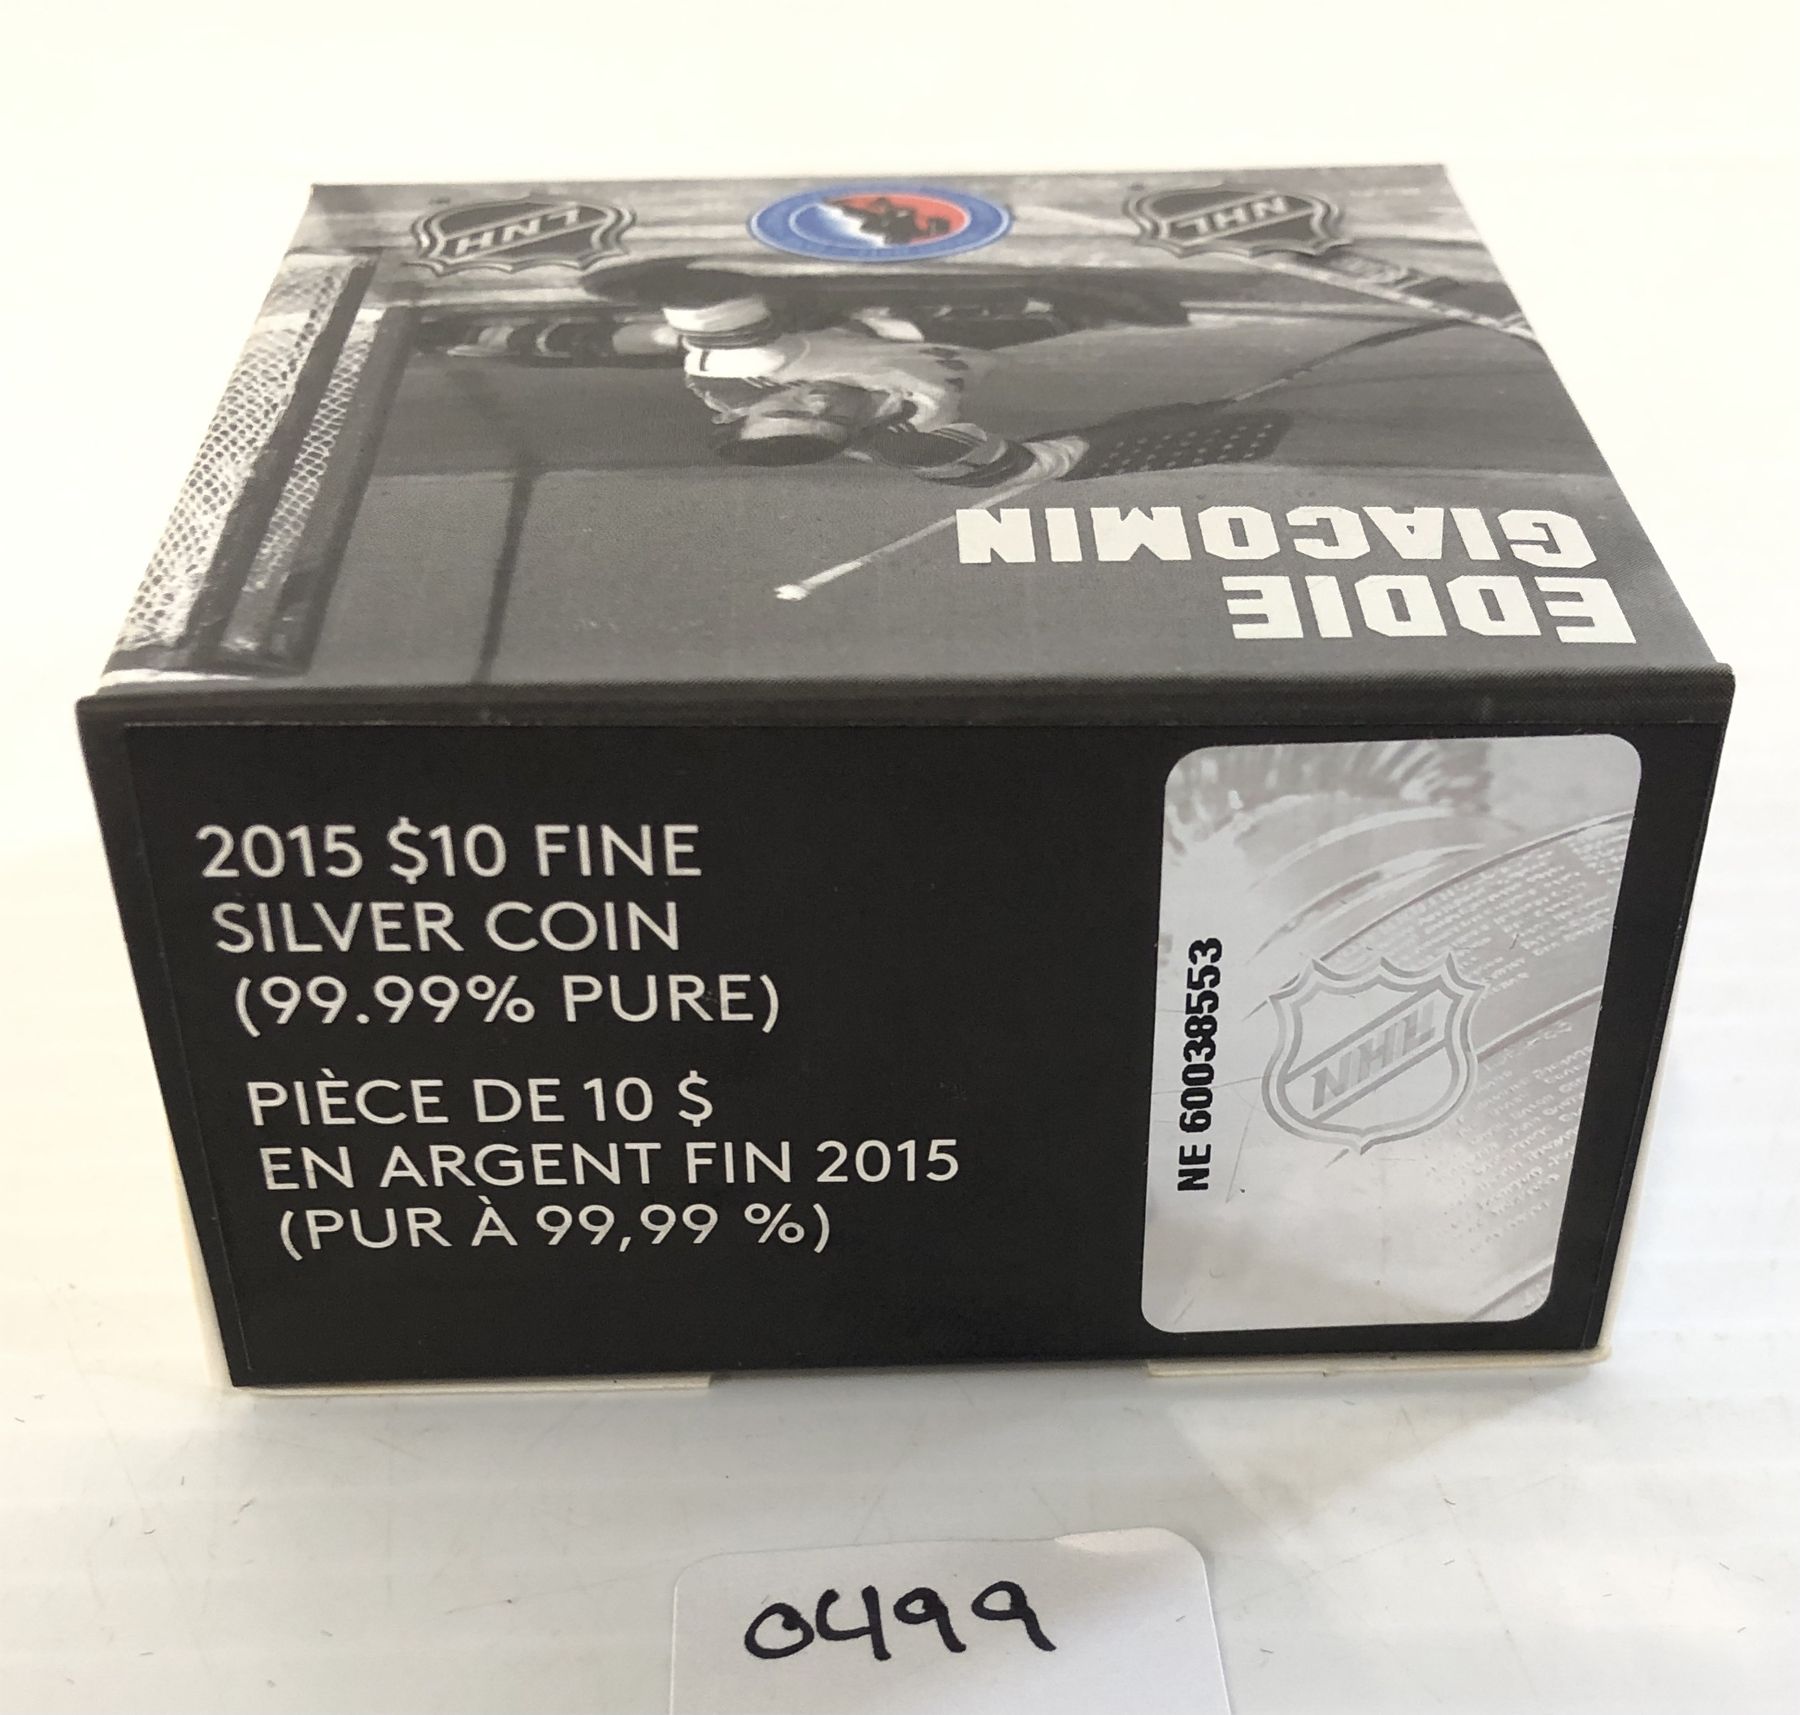 LNH
NHL
EDDIE
GIACOMIN
2015 $10 FINE
SILVER COIN
(99.99% PURE)
PIÈCE DE 10 $
EN ARGENT FIN 2015
(PUR À 99,99 %)
NE 60038553
NHL
0499